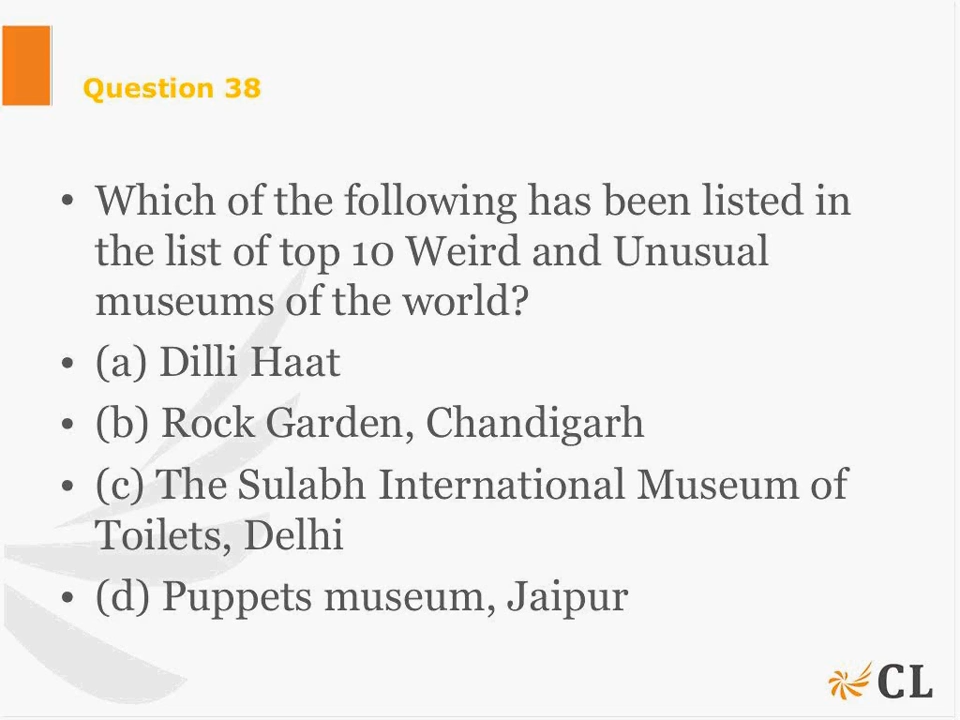 Question 38
• Which of the following has been listed in
the list of top 10 Weird and Unusual
museums of the world?
• (a) Dilli Haat
• (b) Rock Garden, Chandigarh
• (c) The Sulabh International Museum of
Toilets, Delhi
• (d) Puppets museum, Jaipur
CL